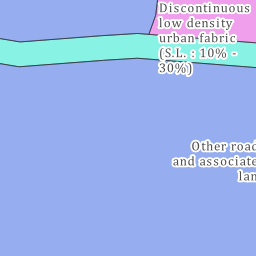 Discontinuous
low density
urban fabric
(S.L. : 10% -
30%)
Other road
and associate
lan